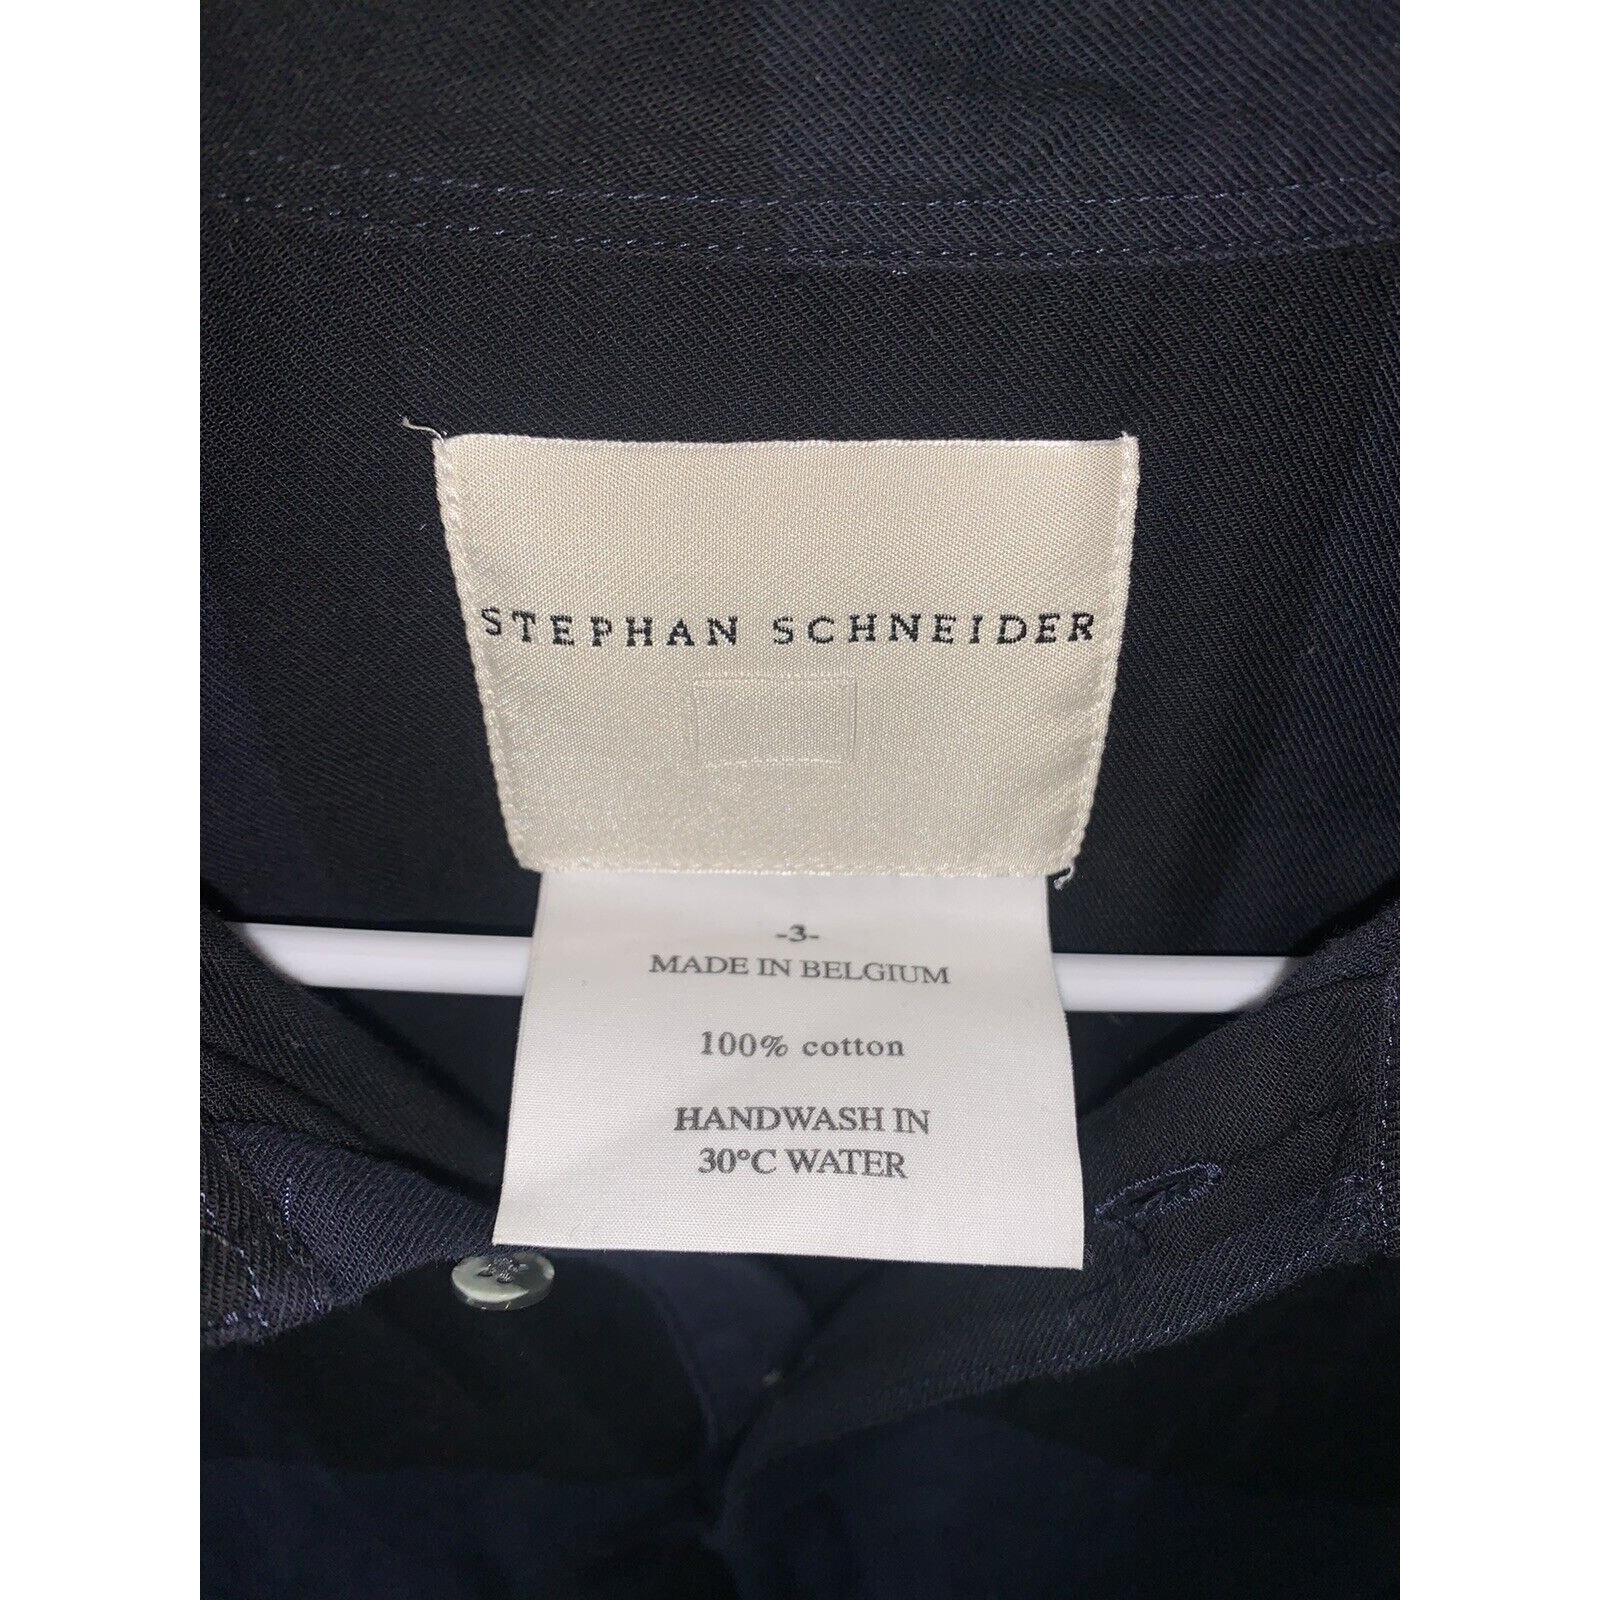 STEPHAN SCHNEIDER
-3-
MADE IN BELGIUM
100% cotton
HANDWASH IN
30°C WATER